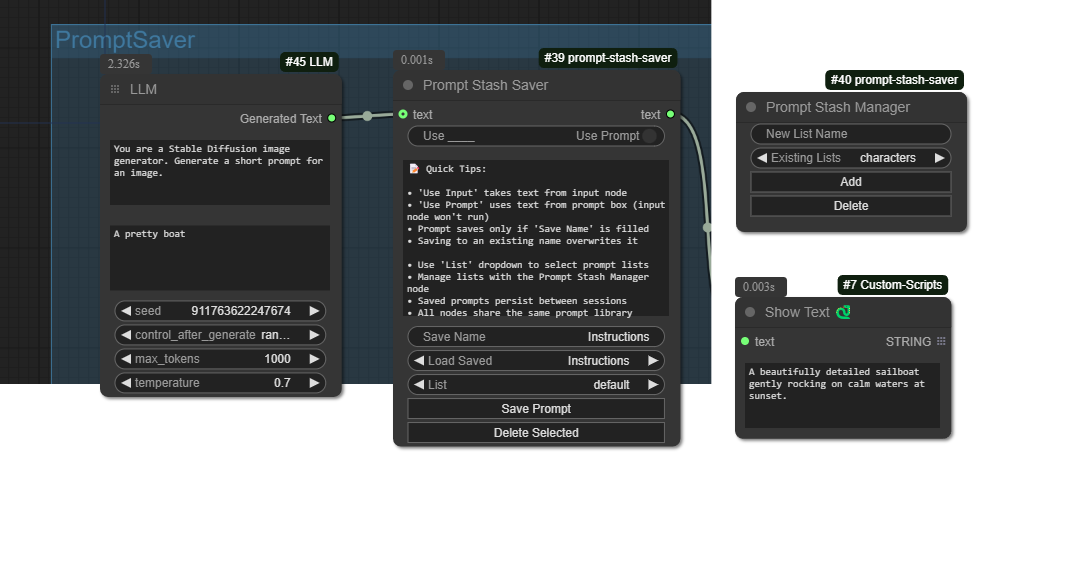 PromptSaver
2.326s
#45 LLM
LLM
Generated Text
You are a Stable Diffusion image
generator. Generate a short prompt for
an image.
A pretty boat
seed 911763622247674
control_after_generate ran...
max_tokens 1000
temperature 0.7
0.001s
#39 prompt-stash-saver
Prompt Stash Saver
text text
Use ____ Use Prompt
📝 Quick Tips:
• 'Use Input' takes text from input node
• 'Use Prompt' uses text from prompt box (input
node won't run)
• Prompt saves only if 'Save Name' is filled
• Saving to an existing name overwrites it
• Use 'List' dropdown to select prompt lists
• Manage lists with the Prompt Stash Manager
node
• Saved prompts persist between sessions
• All nodes share the same prompt library
Save Name Instructions
Load Saved Instructions
List default
Save Prompt
Delete Selected
#40 prompt-stash-saver
Prompt Stash Manager
New List Name
Existing Lists characters
Add
Delete
0.003s
#7 Custom-Scripts
Show Text
text STRING
A beautifully detailed sailboat
gently rocking on calm waters at
sunset.